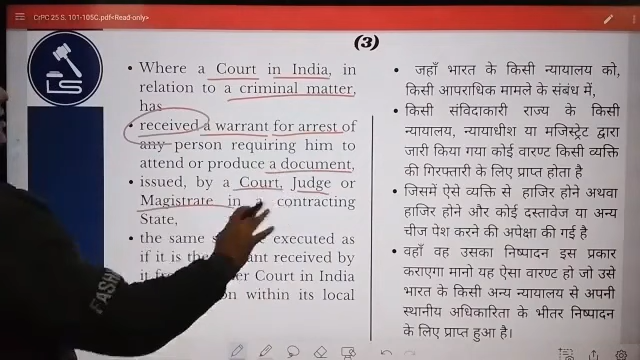 CrPC 25 S. 101-105C.pdf<Read-only>
(3)
LS
• Where a Court in India, in
relation to a criminal matter,
has
• received a warrant for arrest of
any person requiring him to
attend or produce a document,
• issued, by a Court, Judge or
Magistrate in a contracting
State,
• the same executed as
if it is the received by
Court in India
within its local
• जहाँ भारत के किसी न्यायालय को,
किसी आपराधिक मामले के संबंध में,
• किसी संविदाकारी राज्य के किसी
न्यायालय, न्यायाधीश या मजिस्ट्रेट द्वारा
जारी किया गया कोई वारण्ट किसी व्यक्ति
की गिरफ्तारी के लिए प्राप्त होता है
• जिसमें ऐसे व्यक्ति से हाजिर होने अथवा
हाजिर होने और कोई दस्तावेज या अन्य
चीज पेश करने की अपेक्षा की गई है
• वहाँ वह उसका निष्पादन इस प्रकार
कराएगा मानो यह ऐसा वारण्ट हो जो उसे
भारत के किसी अन्य न्यायालय से अपनी
स्थानीय अधिकारिता के भीतर निष्पादन
के लिए प्राप्त हुआ है।
FASH